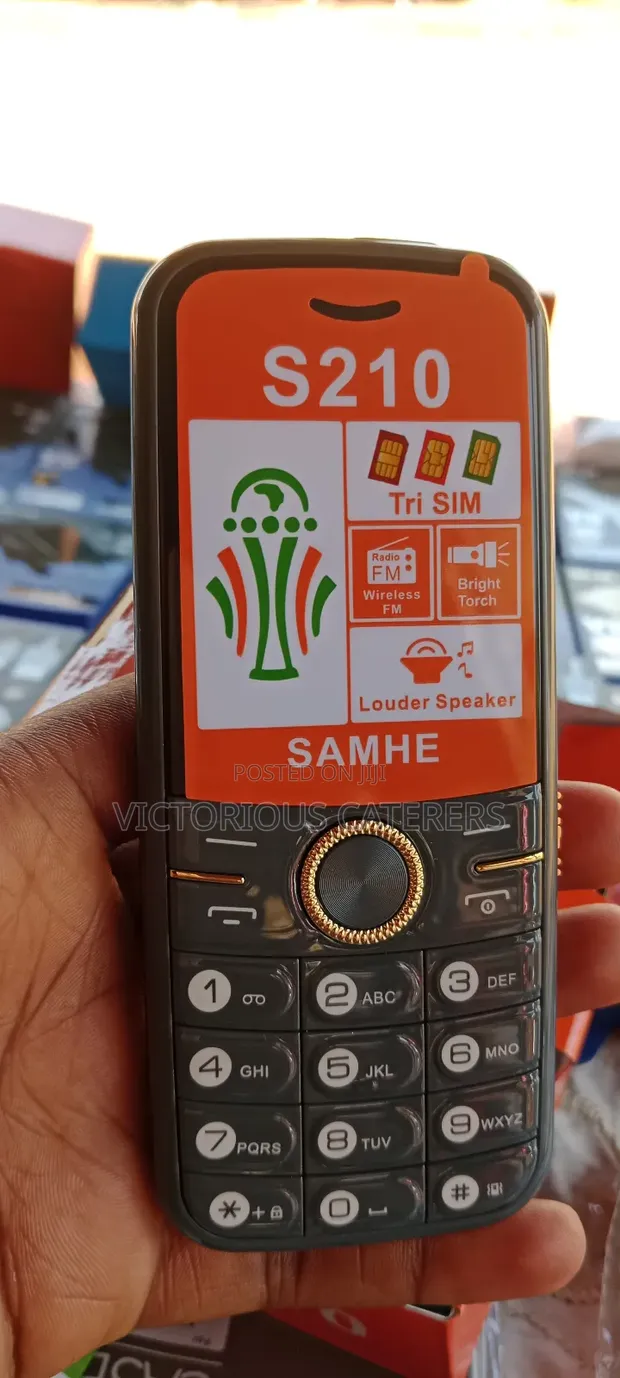 S210
Tri SIM
Radio
FM
Wireless
FM
Bright
Torch
Louder Speaker
SAMHE
POSTED ON JIJI
VICTORIOUS CATERERS
1
2 ABC
3 DEF
4 GHI
5 JKL
6 MNO
7 PQRS
8 TUV
9 WXYZ
* +
0
#